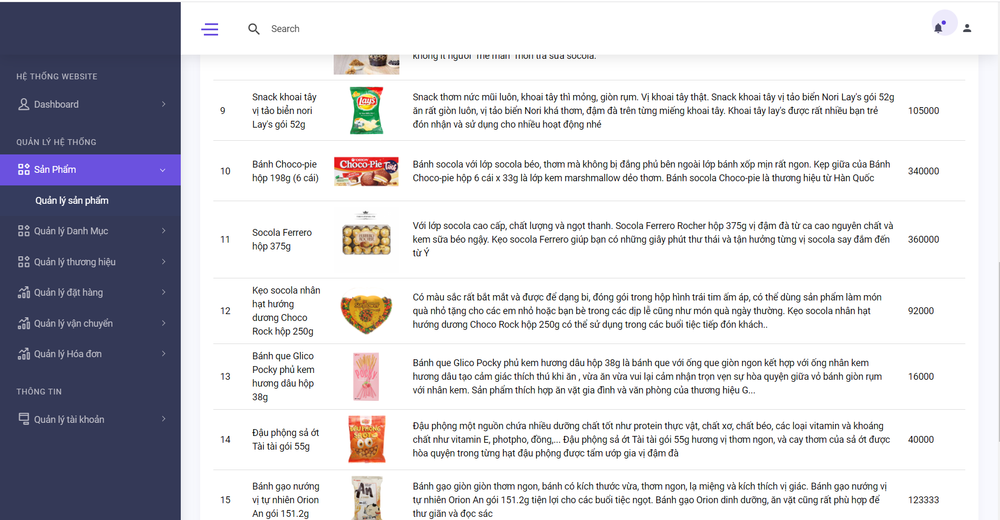 Search
HỆ THỐNG WEBSITE
Dashboard
QUẢN LÝ HỆ THỐNG
Sản Phẩm
Quản lý sản phẩm
Quản lý Danh Mục
Quản lý thương hiệu
Quản lý đặt hàng
Quản lý vận chuyển
Quản lý Hóa đơn
THÔNG TIN
Quản lý tài khoản
không ít người "mê mẩn" món trà sữa socola.
9
Snack khoai tây
vị tảo biển nori
Lay's gói 52g
Lay's
Snack thơm nức mũi luôn, khoai tây thì mỏng, giòn rụm. Vị khoai tây thật. Snack khoai tây vị tảo biển Nori Lay's gói 52g
ăn rất giòn luôn, vị tảo biển Nori khá thơm, đậm đà trên từng miếng khoai tây. Khoai tây lay's được rất nhiều bạn trẻ
đón nhận và sử dụng cho nhiều hoạt động nhé
105000
10
Bánh Choco-pie
hộp 198g (6 cái)
ORION
Choco·Pie
Tình
Bánh socola với lớp socola béo, thơm mà không bị đắng phủ bên ngoài lớp bánh xốp mịn rất ngon. Kẹp giữa của Bánh
Choco-pie hộp 6 cái x 33g là lớp kem marshmallow dẻo thơm. Bánh socola Choco-pie là thương hiệu từ Hàn Quốc
340000
11
Socola Ferrero
hộp 375g
FERRERO
ROCHER
Với lớp socola cao cấp, chất lượng và ngọt thanh. Socola Ferrero Rocher hộp 375g vị đậm đà từ ca cao nguyên chất và
kem sữa béo ngậy. Kẹo socola Ferrero giúp bạn có những giây phút thư thái và tận hưởng từng vị socola say đắm đến
từ Ý
360000
12
Kẹo socola nhân
hạt hướng
dương Choco
Rock hộp 250g
Sunflower
Có màu sắc rất bắt mắt và được để dạng bi, đóng gói trong hộp hình trái tim ấm áp, có thể dùng sản phẩm làm món
quà nhỏ tặng cho các em nhỏ hoặc bạn bè trong các dịp lễ cũng như món quà ngày thường. Kẹo socola nhân hạt
hướng dương Choco Rock hộp 250g có thể sử dụng trong các buổi tiệc tiếp đón khách..
92000
13
Bánh que Glico
Pocky phủ kem
hương dâu hộp
38g
POCKY
Bánh que Glico Pocky phủ kem hương dâu hộp 38g là bánh que với ống que giòn ngon kết hợp với ống nhân kem
hương dâu tạo cảm giác thích thú khi ăn , vừa ăn vừa vui lại cảm nhận trọn vẹn sự hòa quyện giữa vỏ bánh giòn rụm
với nhân kem. Sản phẩm thích hợp ăn vặt gia đình và văn phòng của thương hiệu G...
16000
14
Đậu phộng sả ớt
Tài tài gói 55g
ĐẬU PHỘNG
SẢ ỚT
Đậu phộng một nguồn chứa nhiều dưỡng chất tốt như protein thực vật, chất xơ, chất béo, các loại vitamin và khoáng
chất như vitamin E, photpho, đồng,... Đậu phộng sả ớt Tài tài gói 55g hương vị thơm ngon, và cay thơm của sả ớt được
hòa quyện trong từng hạt đậu phộng được tẩm ướp gia vị đậm đà
40000
15
Bánh gạo nướng
vị tự nhiên Orion
An gói 151.2g
An
Bánh gạo giòn giòn thơm ngon, bánh có kích thước vừa, thơm ngon, lạ miệng và kích thích vị giác. Bánh gạo nướng vị
tự nhiên Orion An gói 151.2g tiện lợi cho các buổi tiệc ngọt. Bánh gạo Orion dinh dưỡng, ăn vặt cũng rất phù hợp để
thư giãn và đọc sác
123333